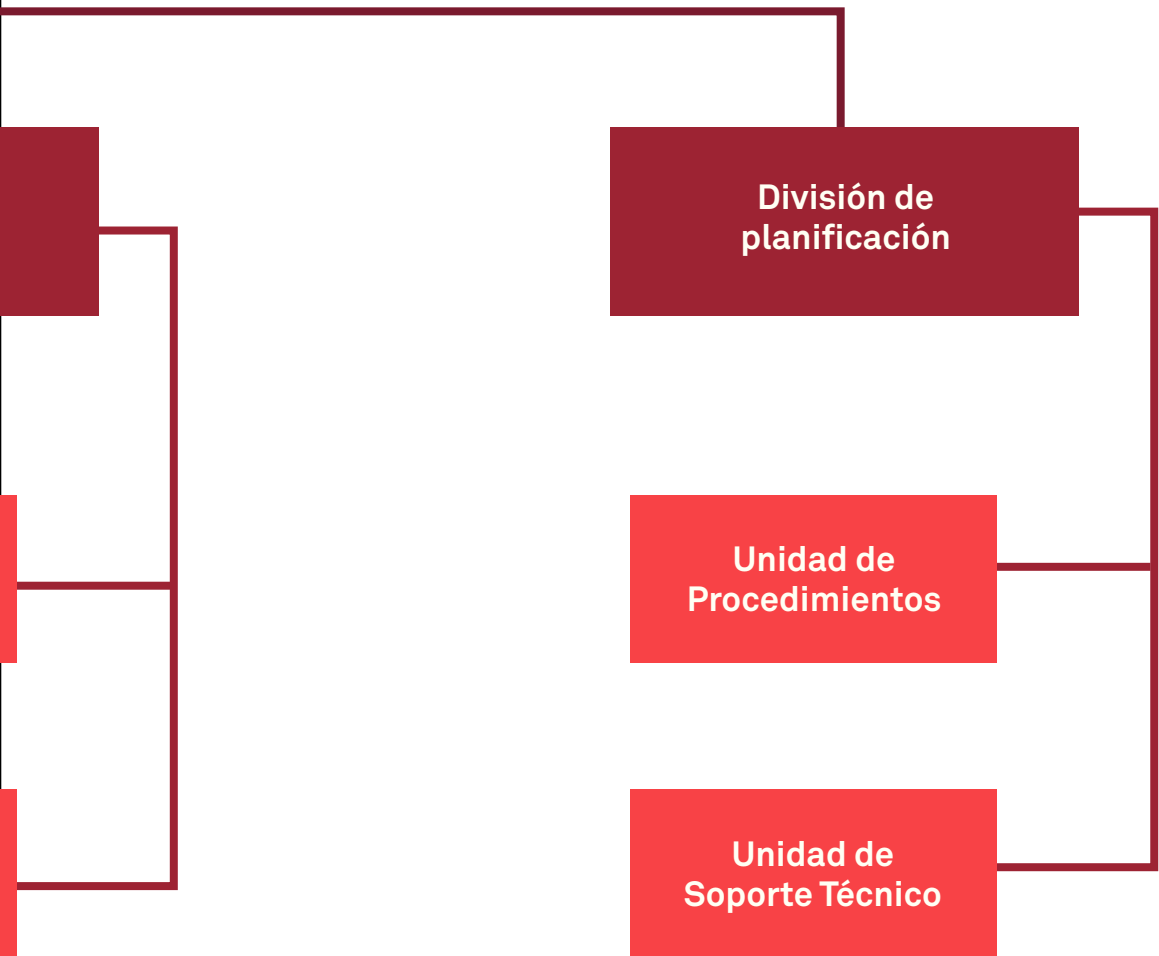 División de
planificación
Unidad de
Procedimientos
Unidad de
Soporte Técnico